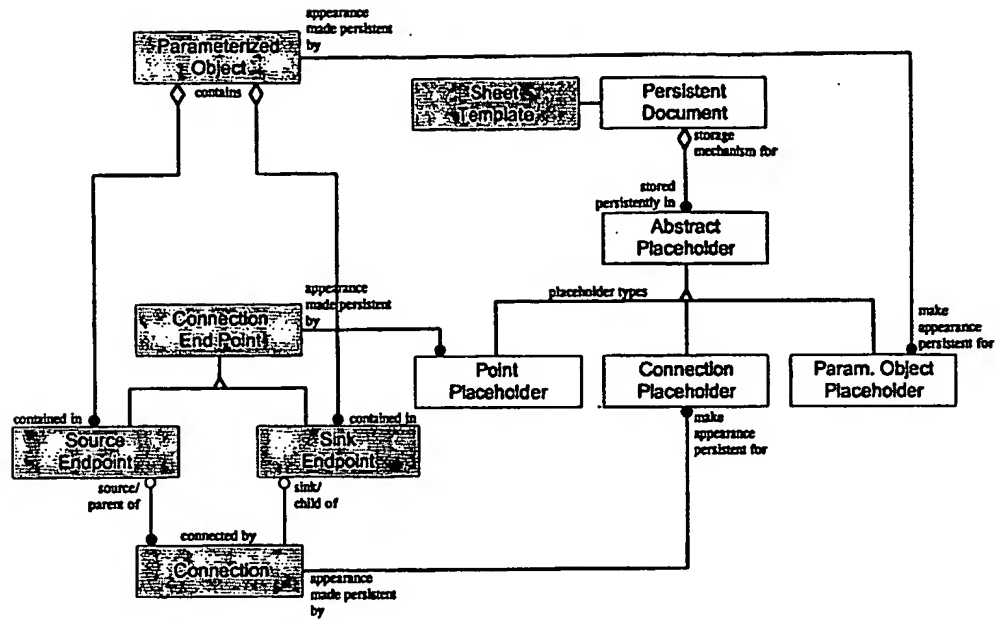 appearance
made persistent
by
Parameterized
Object
contains
Sheet &
Template
Persistent
Document
storage
mechanism for
stored
persistently in
Abstract
Placeholder
appearance
made persistent
by
placeholder types
Connection
End Point
make
appearance
persistent for
Point
Placeholder
Connection
Placeholder
Param. Object
Placeholder
contained in
contained in
Source
Endpoint
Sink
Endpoint
make
appearance
persistent for
source/
parent of
sink/
child of
connected by
Connection
appearance
made persistent
by